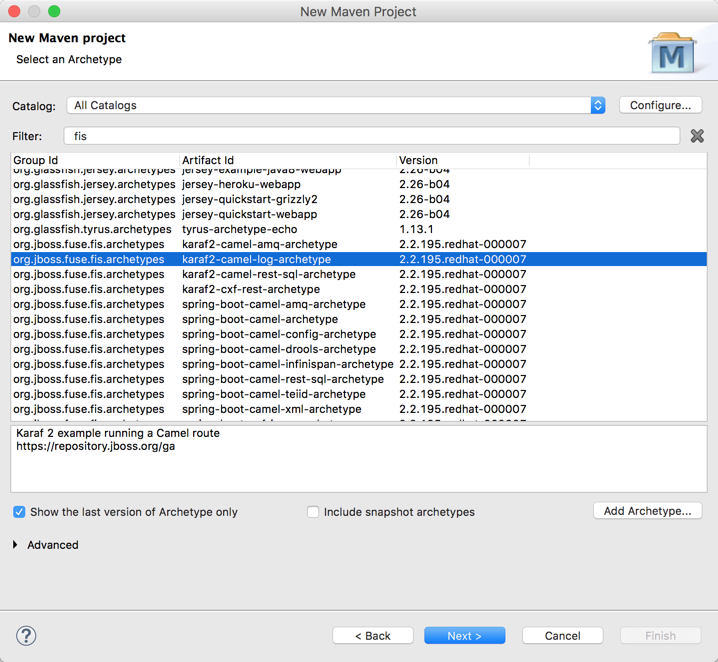 New Maven Project
New Maven project
Select an Archetype
M
Catalog: All Catalogs Configure...
Filter: fis
Group Id Artifact Id Version
org.glassfish.jersey.archetypes jersey-example-java8-webapp 2.26-b04
org.glassfish.jersey.archetypes jersey-heroku-webapp 2.26-b04
org.glassfish.jersey.archetypes jersey-quickstart-grizzly2 2.26-b04
org.glassfish.jersey.archetypes jersey-quickstart-webapp 2.26-b04
org.glassfish.tyrus.archetypes tyrus-archetype-echo 1.13.1
org.jboss.fuse.fis.archetypes karaf2-camel-amq-archetype 2.2.195.redhat-000007
org.jboss.fuse.fis.archetypes karaf2-camel-log-archetype 2.2.195.redhat-000007
org.jboss.fuse.fis.archetypes karaf2-camel-rest-sql-archetype 2.2.195.redhat-000007
org.jboss.fuse.fis.archetypes karaf2-cxf-rest-archetype 2.2.195.redhat-000007
org.jboss.fuse.fis.archetypes spring-boot-camel-amq-archetype 2.2.195.redhat-000007
org.jboss.fuse.fis.archetypes spring-boot-camel-archetype 2.2.195.redhat-000007
org.jboss.fuse.fis.archetypes spring-boot-camel-config-archetype 2.2.195.redhat-000007
org.jboss.fuse.fis.archetypes spring-boot-camel-drools-archetype 2.2.195.redhat-000007
org.jboss.fuse.fis.archetypes spring-boot-camel-infinispan-archetype 2.2.195.redhat-000007
org.jboss.fuse.fis.archetypes spring-boot-camel-rest-sql-archetype 2.2.195.redhat-000007
org.jboss.fuse.fis.archetypes spring-boot-camel-teiid-archetype 2.2.195.redhat-000007
org.jboss.fuse.fis.archetypes spring-boot-camel-xml-archetype 2.2.195.redhat-000007
Karaf 2 example running a Camel route
https://repository.jboss.org/ga
Show the last version of Archetype only Include snapshot archetypes Add Archetype...
Advanced
? < Back Next > Cancel Finish